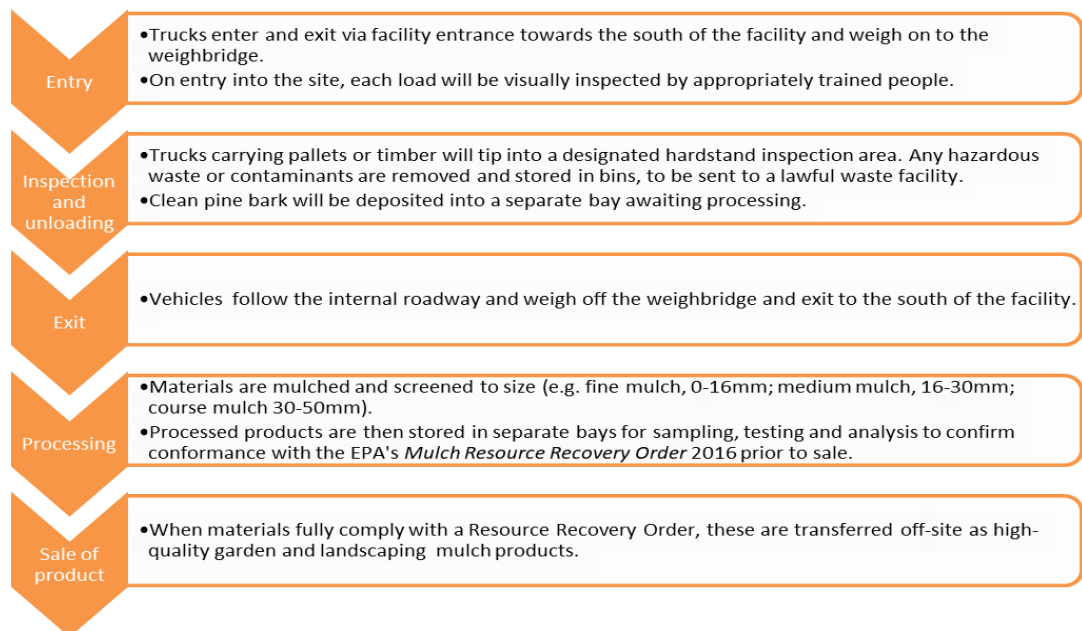 Entry
•Trucks enter and exit via facility entrance towards the south of the facility and weigh on to the
weighbridge.
•On entry into the site, each load will be visually inspected by appropriately trained people.
Inspection
and
unloading
•Trucks carrying pallets or timber will tip into a designated hardstand inspection area. Any hazardous
waste or contaminants are removed and stored in bins, to be sent to a lawful waste facility.
•Clean pine bark will be deposited into a separate bay awaiting processing.
Exit
•Vehicles follow the internal roadway and weigh off the weighbridge and exit to the south of the facility.
Processing
•Materials are mulched and screened to size (e.g. fine mulch, 0-16mm; medium mulch, 16-30mm;
course mulch 30-50mm).
•Processed products are then stored in separate bays for sampling, testing and analysis to confirm
conformance with the EPA's Mulch Resource Recovery Order 2016 prior to sale.
Sale of
product
•When materials fully comply with a Resource Recovery Order, these are transferred off-site as high-
quality garden and landscaping mulch products.